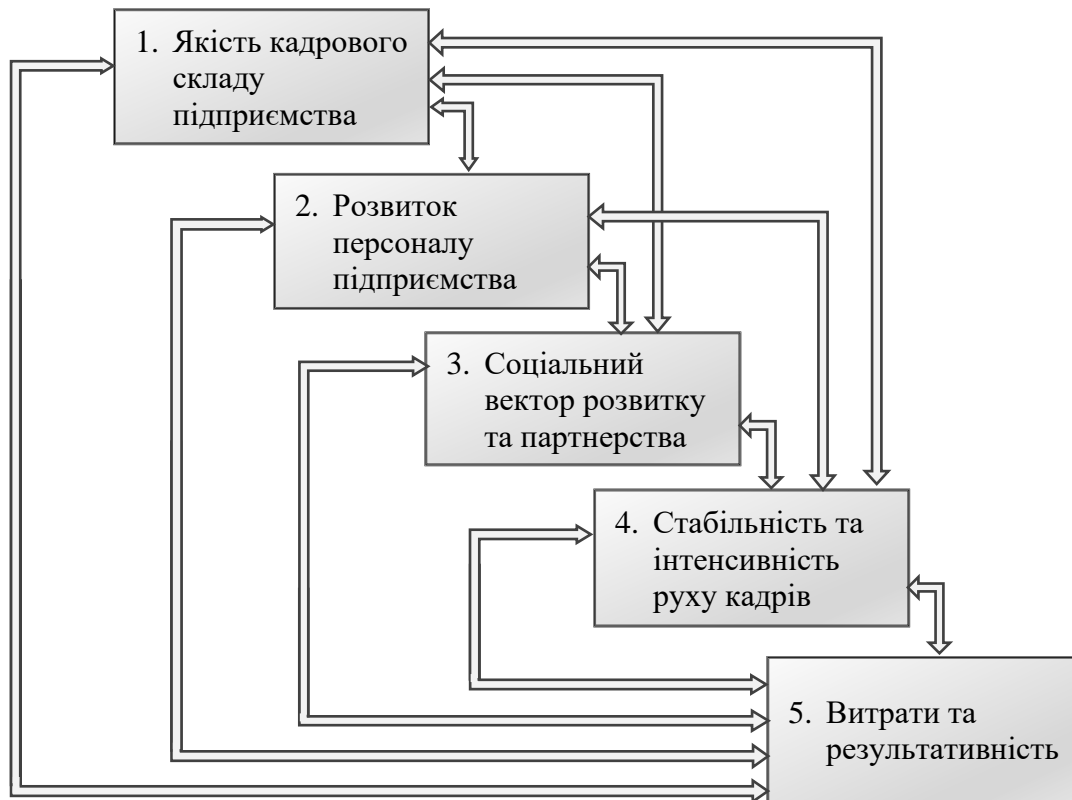 1. Якість кадрового
складу
підприємства
2. Розвиток
персоналу
підприємства
3. Соціальний
вектор розвитку
та партнерства
4. Стабільність та
інтенсивність
руху кадрів
5. Витрати та
результативність